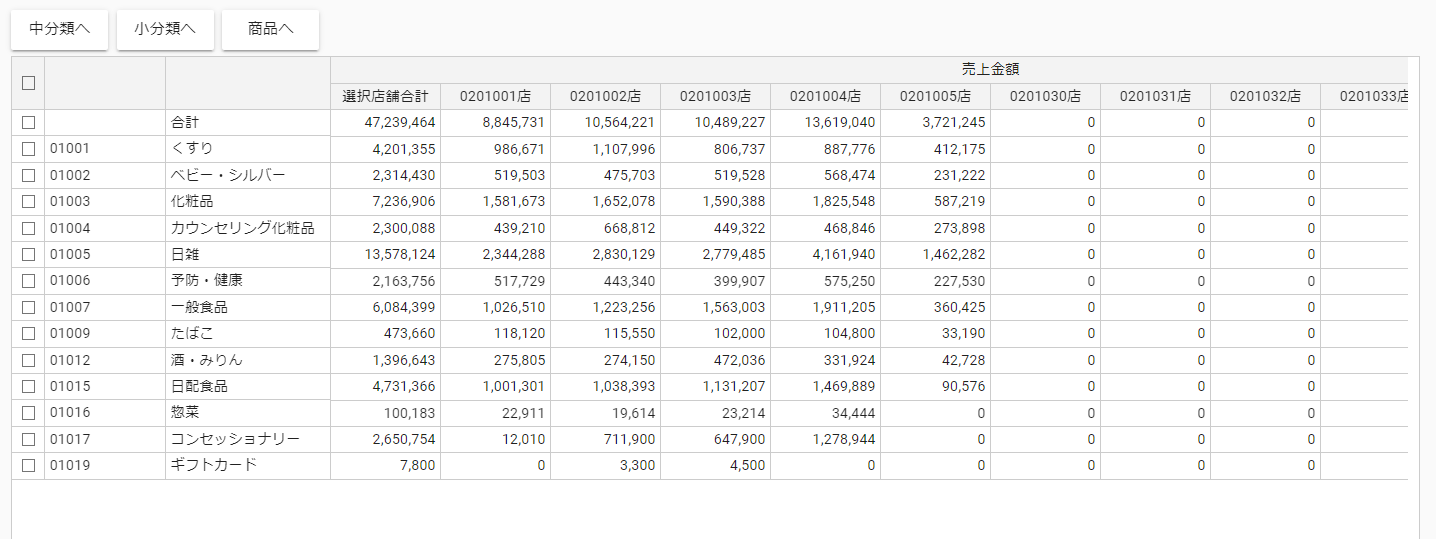 中分類へ 小分類へ 商品へ
売上金額
選択店舗合計 0201001店 0201002店 0201003店 0201004店 0201005店 0201030店 0201031店 0201032店 0201033店
合計 47,239,464 8,845,731 10,564,221 10,489,227 13,619,040 3,721,245 0 0 0
01001 くすり 4,201,355 986,671 1,107,996 806,737 887,776 412,175 0 0 0
01002 ベビー・シルバー 2,314,430 519,503 475,703 519,528 568,474 231,222 0 0 0
01003 化粧品 7,236,906 1,581,673 1,652,078 1,590,388 1,825,548 587,219 0 0 0
01004 カウンセリング化粧品 2,300,088 439,210 668,812 449,322 468,846 273,898 0 0 0
01005 日雑 13,578,124 2,344,288 2,830,129 2,779,485 4,161,940 1,462,282 0 0 0
01006 予防・健康 2,163,756 517,729 443,340 399,907 575,250 227,530 0 0 0
01007 一般食品 6,084,399 1,026,510 1,223,256 1,563,003 1,911,205 360,425 0 0 0
01009 たばこ 473,660 118,120 115,550 102,000 104,800 33,190 0 0 0
01012 酒・みりん 1,396,643 275,805 274,150 472,036 331,924 42,728 0 0 0
01015 日配食品 4,731,366 1,001,301 1,038,393 1,131,207 1,469,889 90,576 0 0 0
01016 惣菜 100,183 22,911 19,614 23,214 34,444 0 0 0 0
01017 コンセッショナリー 2,650,754 12,010 711,900 647,900 1,278,944 0 0 0 0
01019 ギフトカード 7,800 0 3,300 4,500 0 0 0 0 0